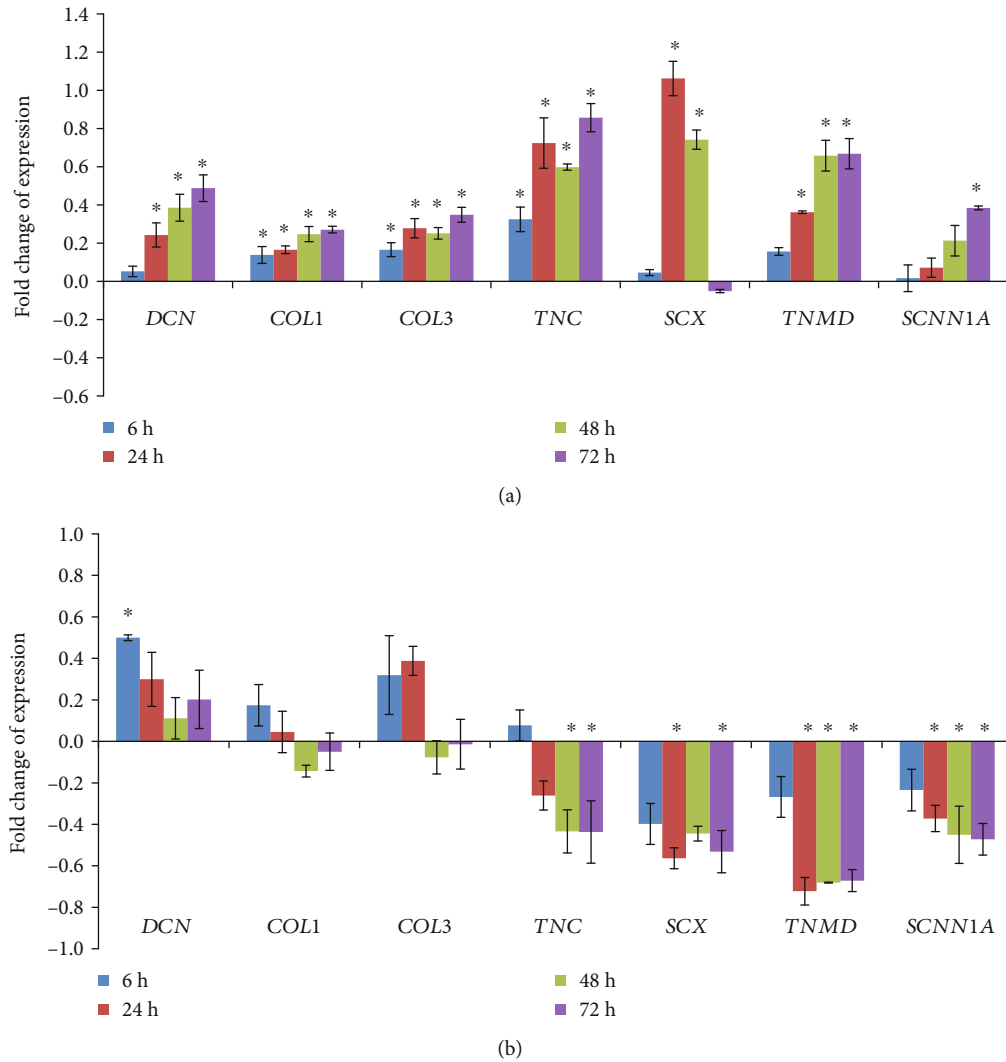 1.4
1.2
1.0
0.8
0.6
0.4
0.2
0.0
−0.2
−0.4
−0.6
Fold change of expression
* * * * * * * * * * * * * * * * * * * * *
DCN COL1 COL3 TNC SCX TNMD SCNN1A
6 h 48 h
24 h 72 h
(a)
1.0
0.8
0.6
0.4
0.2
0.0
−0.2
−0.4
−0.6
−0.8
−1.0
Fold change of expression
*
* * * * * * * * * *
DCN COL1 COL3 TNC SCX TNMD SCNN1A
6 h 48 h
24 h 72 h
(b)